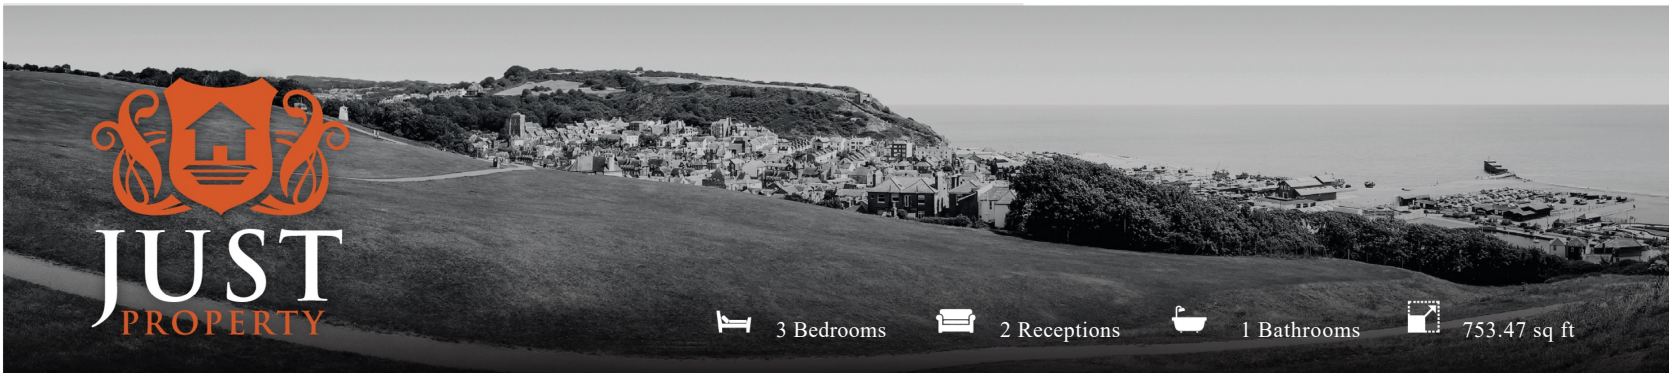 JUST
PROPERTY
3 Bedrooms 2 Receptions 1 Bathrooms 753.47 sq ft